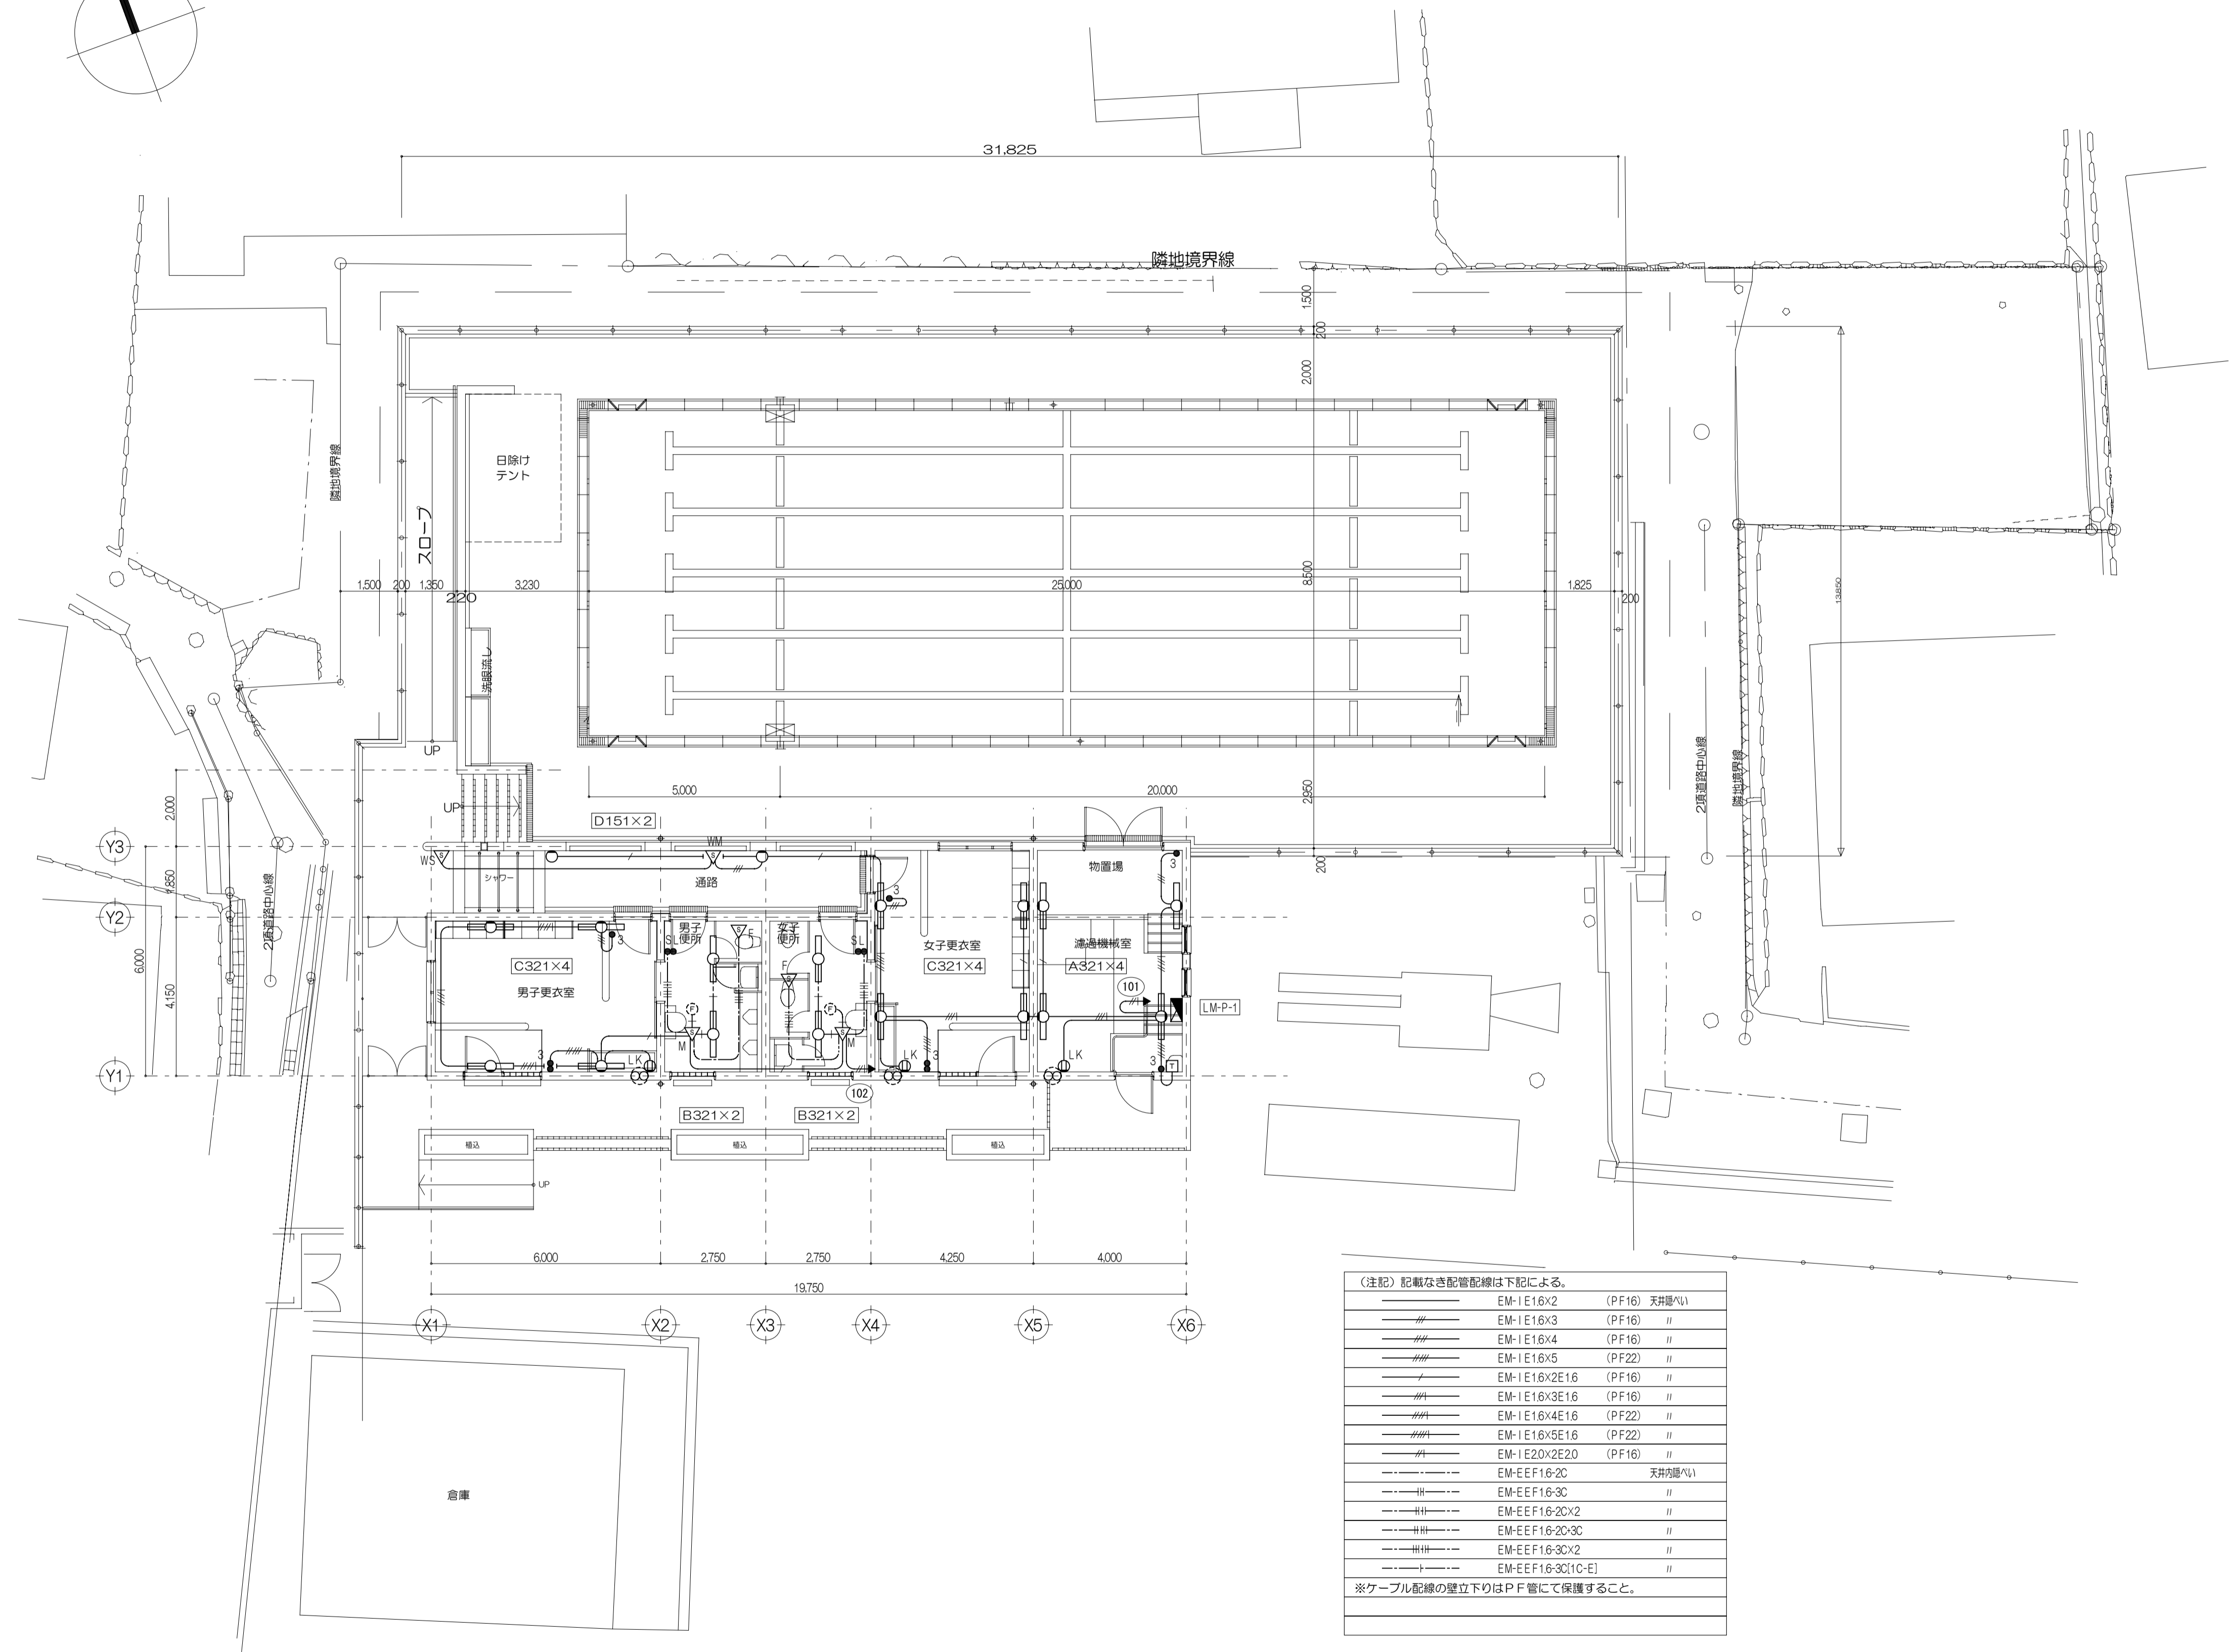 31,825
隣地境界線
1,500
200
2,000
隣地境界線
日除け
テント
スロープ
1,500
200
1,350
220
3,230
25,000
8,500
1,825
200
13,850
洗眼流し
UP
2項道路中心線
隣地境界線
5,000
20,000
2,950
200
UP
D151×2
WM
WS
シャワー
通路
物置場
3
Y3
Y2
Y1
2,000
1,850
4,150
6,000
2項道路中心線
3
男子
便所
女子
便所
SL
SL
F
F
3
C321×4
男子更衣室
女子更衣室
C321×4
濾過機械室
A321×4
101
LM-P-1
F
F
S
S
S
S
S
S
M
M
3
LK
LK
3
LK
3
T
102
B321×2
B321×2
植込
植込
植込
UP
6,000
2,750
2,750
4,250
4,000
19,750
X1
X2
X3
X4
X5
X6
倉庫
（注記）記載なき配管配線は下記による。
EM-IE1.6×2 (PF16) 天井隠ぺい
EM-IE1.6×3 (PF16) 〃
EM-IE1.6×4 (PF16) 〃
EM-IE1.6×5 (PF22) 〃
EM-IE1.6×2E1.6 (PF16) 〃
EM-IE1.6×3E1.6 (PF16) 〃
EM-IE1.6×4E1.6 (PF22) 〃
EM-IE1.6×5E1.6 (PF22) 〃
EM-IE2.0×2E2.0 (PF16) 〃
EM-EEF1.6-2C 天井内隠ぺい
EM-EEF1.6-3C 〃
EM-EEF1.6-2C×2 〃
EM-EEF1.6-2C+3C 〃
EM-EEF1.6-3C×2 〃
EM-EEF1.6-3C[1C-E] 〃
※ケーブル配線の壁立下りはＰＦ管にて保護すること。